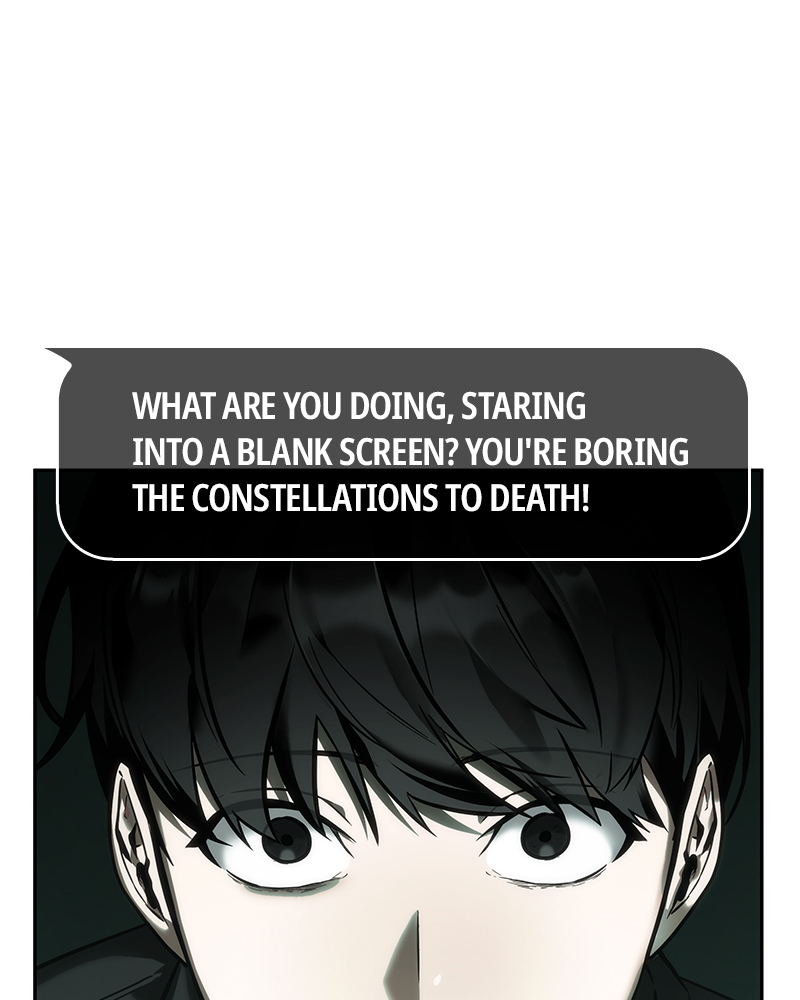 WHAT ARE YOU DOING, STARING
INTO A BLANK SCREEN? YOU'RE BORING
THE CONSTELLATIONS TO DEATH!